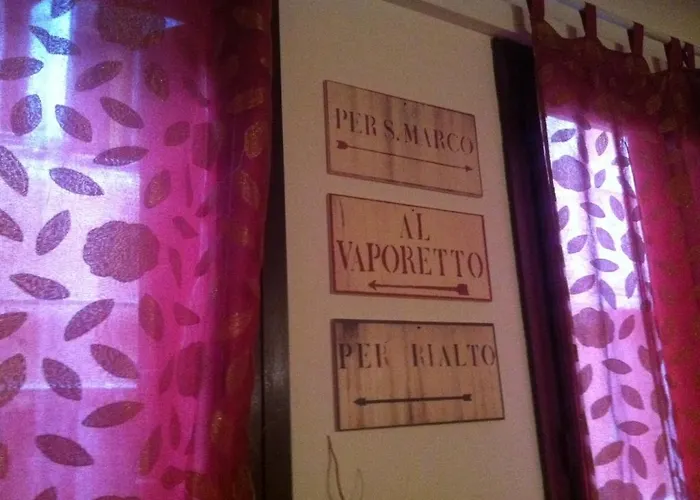 PER S. MARCO
AL
VAPORETTO
PER RIALTO